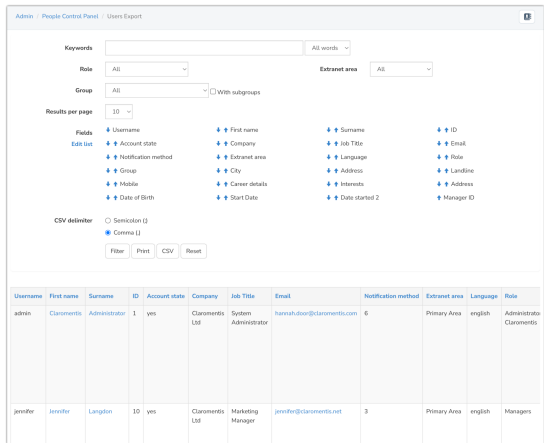 Admin / People Control Panel / Users Export
Keywords All words
Role All Extranet area All
Group All With subgroups
Results per page 10
Fields Username First name Surname ID
Edit list Account state Company Job Title Email
Notification method Extranet area Language Role
Group City Address Landline
Mobile Career details Interests Address
Date of Birth Start Date Date started 2 Manager ID
CSV delimiter Semicolon (;)
Comma (,)
Filter Print CSV Reset
Username First name Surname ID Account state Company Job Title Email Notification method Extranet area Language Role
admin Claromentis Administrator 1 yes Claromentis System hannah.door@claromentis.com 6 Primary Area english Administrato
Ltd Administrator Claromentis
jennifer Jennifer Langdon 10 yes Claromentis Marketing jennifer@claromentis.net 3 Primary Area english Managers
Ltd Manager